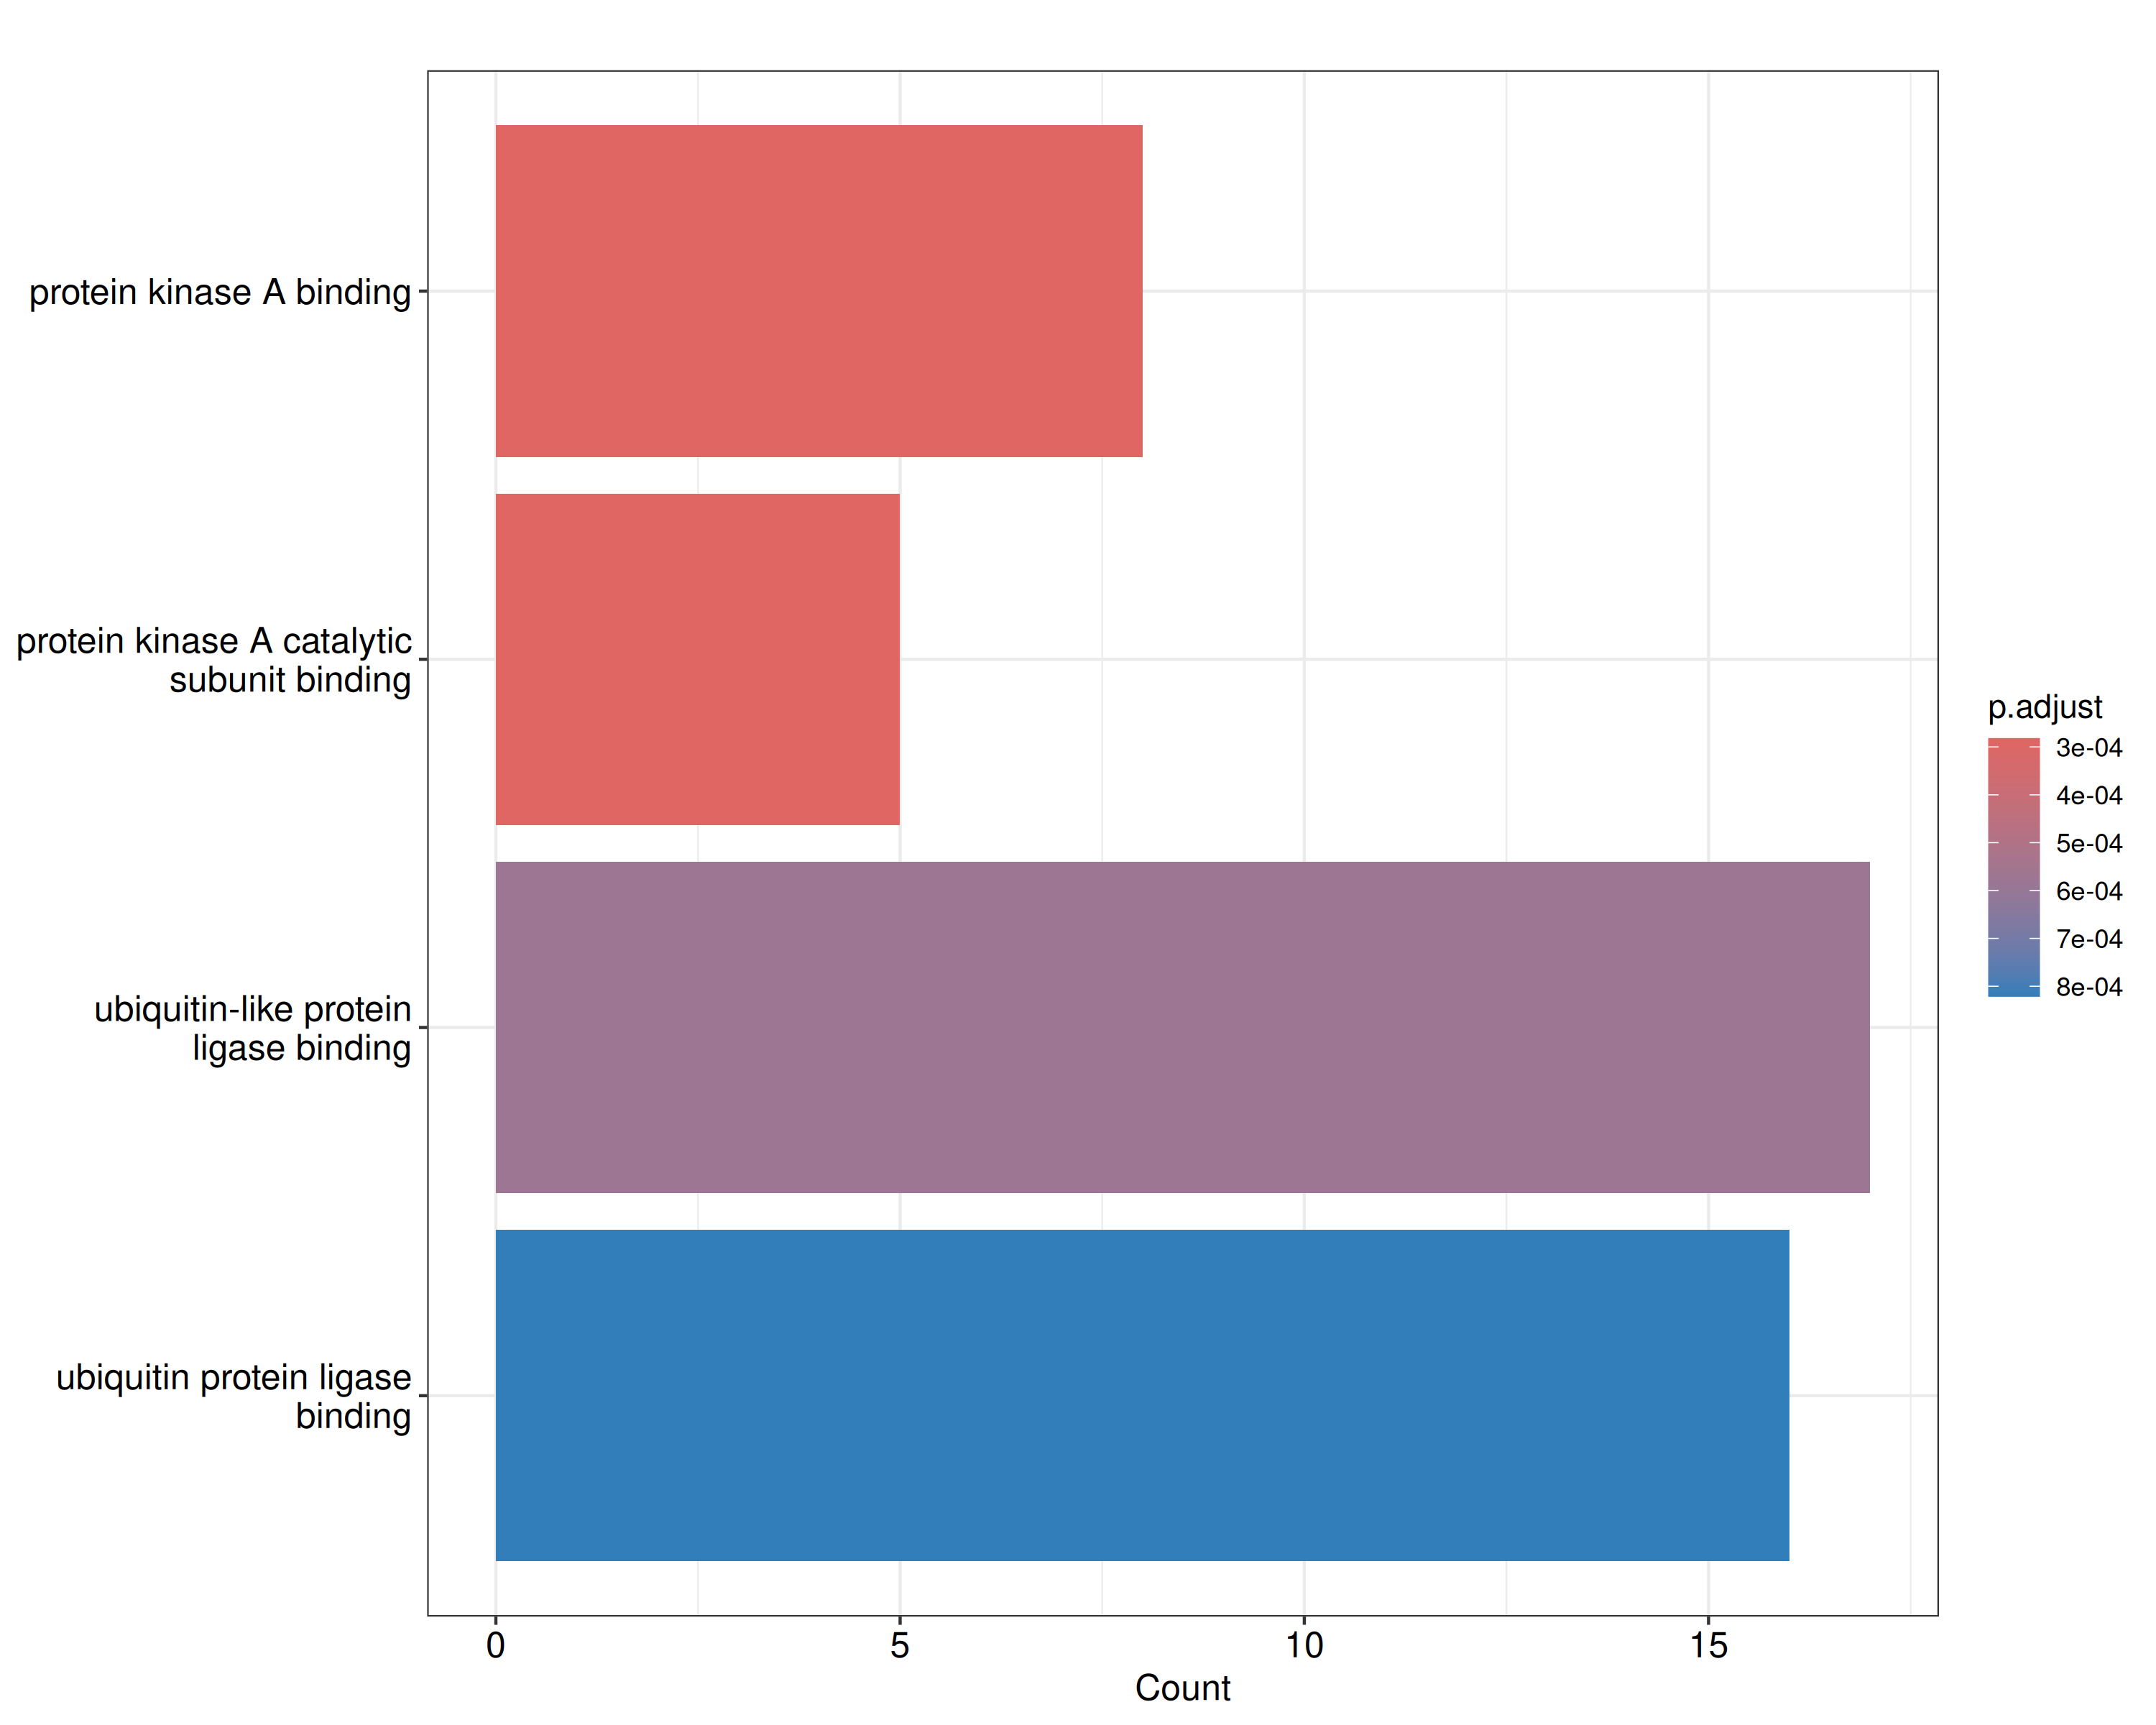 protein kinase A binding
protein kinase A catalytic
subunit binding
ubiquitin-like protein
ligase binding
ubiquitin protein ligase
binding
0
5
10
15
Count
p.adjust
3e-04
4e-04
5e-04
6e-04
7e-04
8e-04